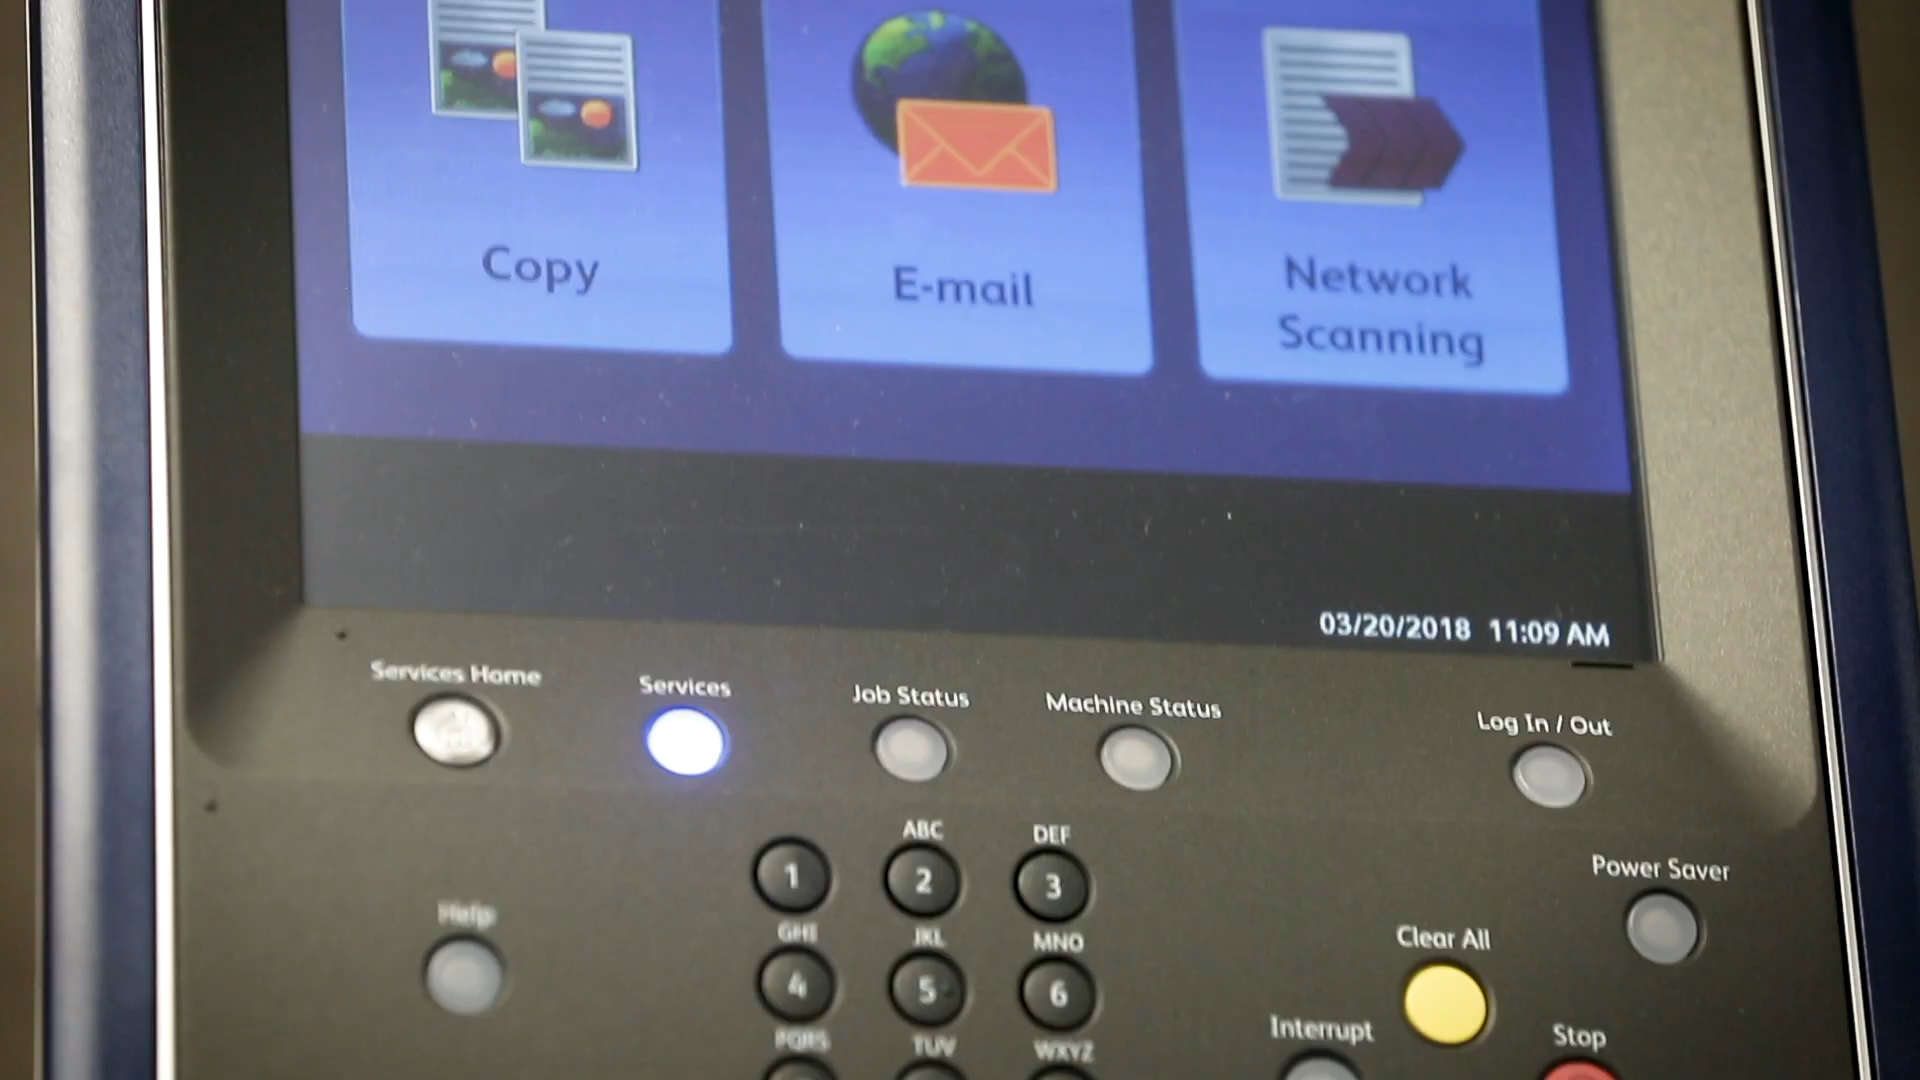 Copy
E-mail
Network
Scanning
03/20/2018 11:09 AM
Services Home
Services
Job Status
Machine Status
Log In / Out
ABC
DEF
1
2
3
Power Saver
Help
GHI
JKL
MNO
Clear All
4
5
6
PQRS
TUV
WXYZ
Interrupt
Stop